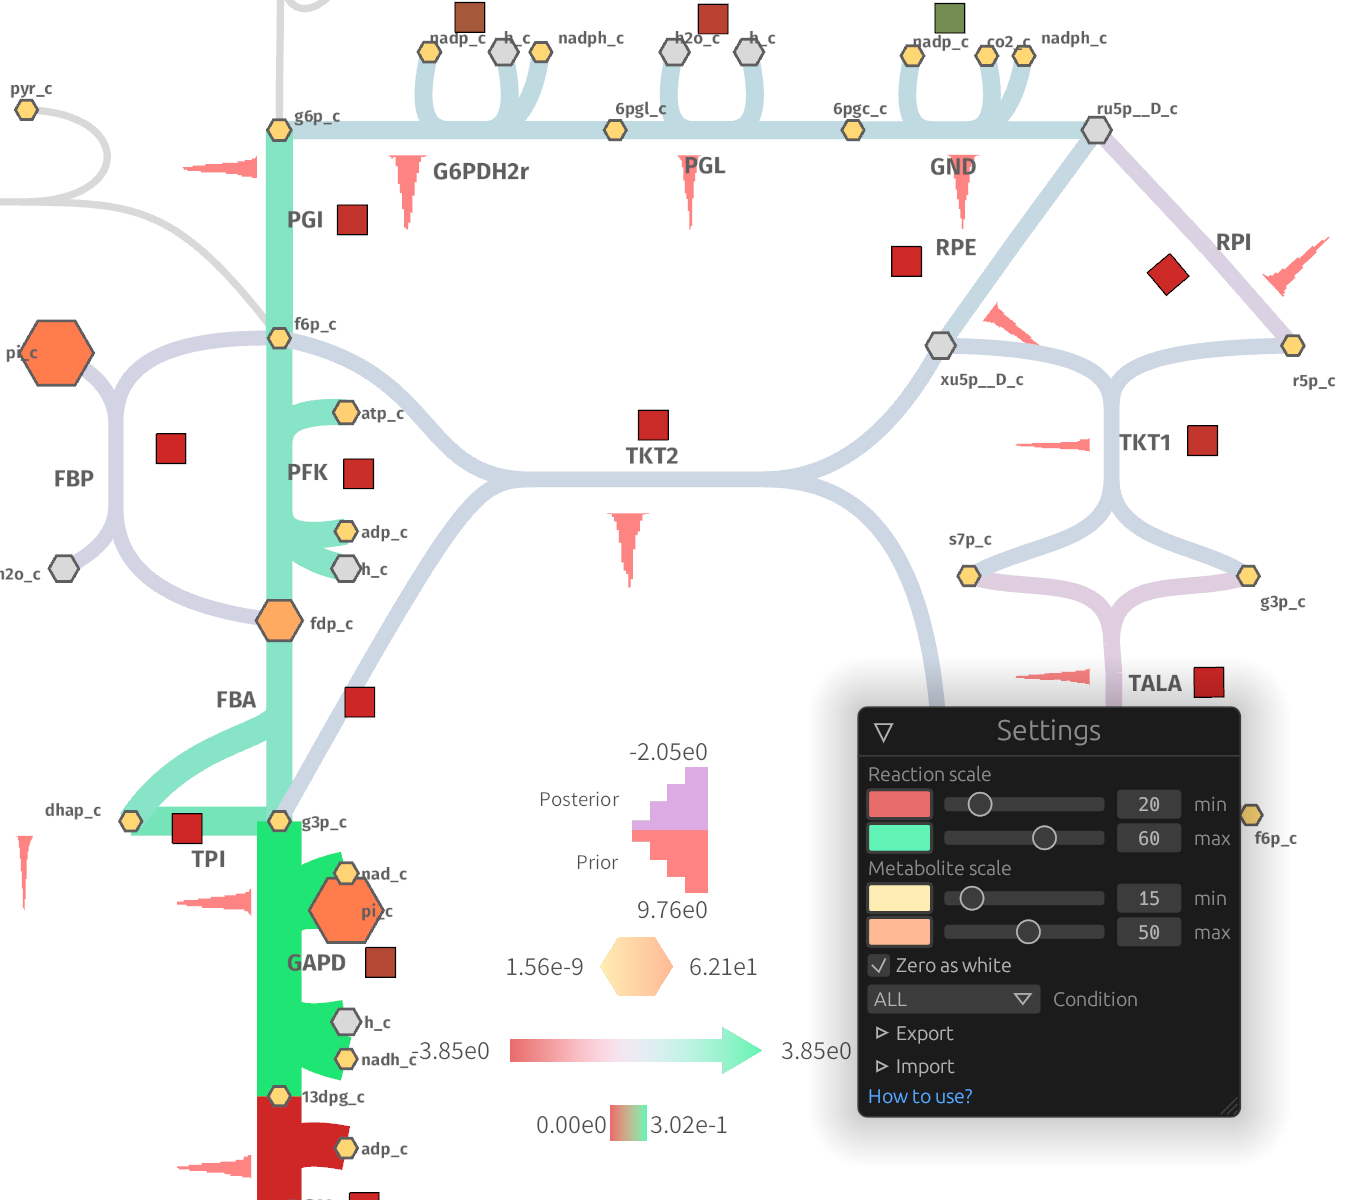 nadp_c
h_c
nadph_c
h2o_c
h_c
nadp_c
co2_c
nadph_c
pyr_c
g6p_c
6pgl_c
6pgc_c
ru5p__D_c
G6PDH2r
PGL
GND
PGI
RPE
RPI
f6p_c
pi_c
xu5p__D_c
r5p_c
atp_c
TKT2
TKT1
FBP
PFK
adp_c
s7p_c
h_c
g3p_c
fdp_c
FBA
TALA
dhap_c
g3p_c
TPI
nad_c
pi_c
GAPD
h_c
nadh_c
13dpg_c
adp_c
-2.05e0
Posterior
Prior
9.76e0
1.56e-9
6.21e1
-3.85e0
3.85e0
0.00e0
3.02e-1
Settings
Reaction scale
20 min
60 max
Metabolite scale
15 min
50 max
Zero as white
ALL Condition
Export
Import
How to use?
f6p_c